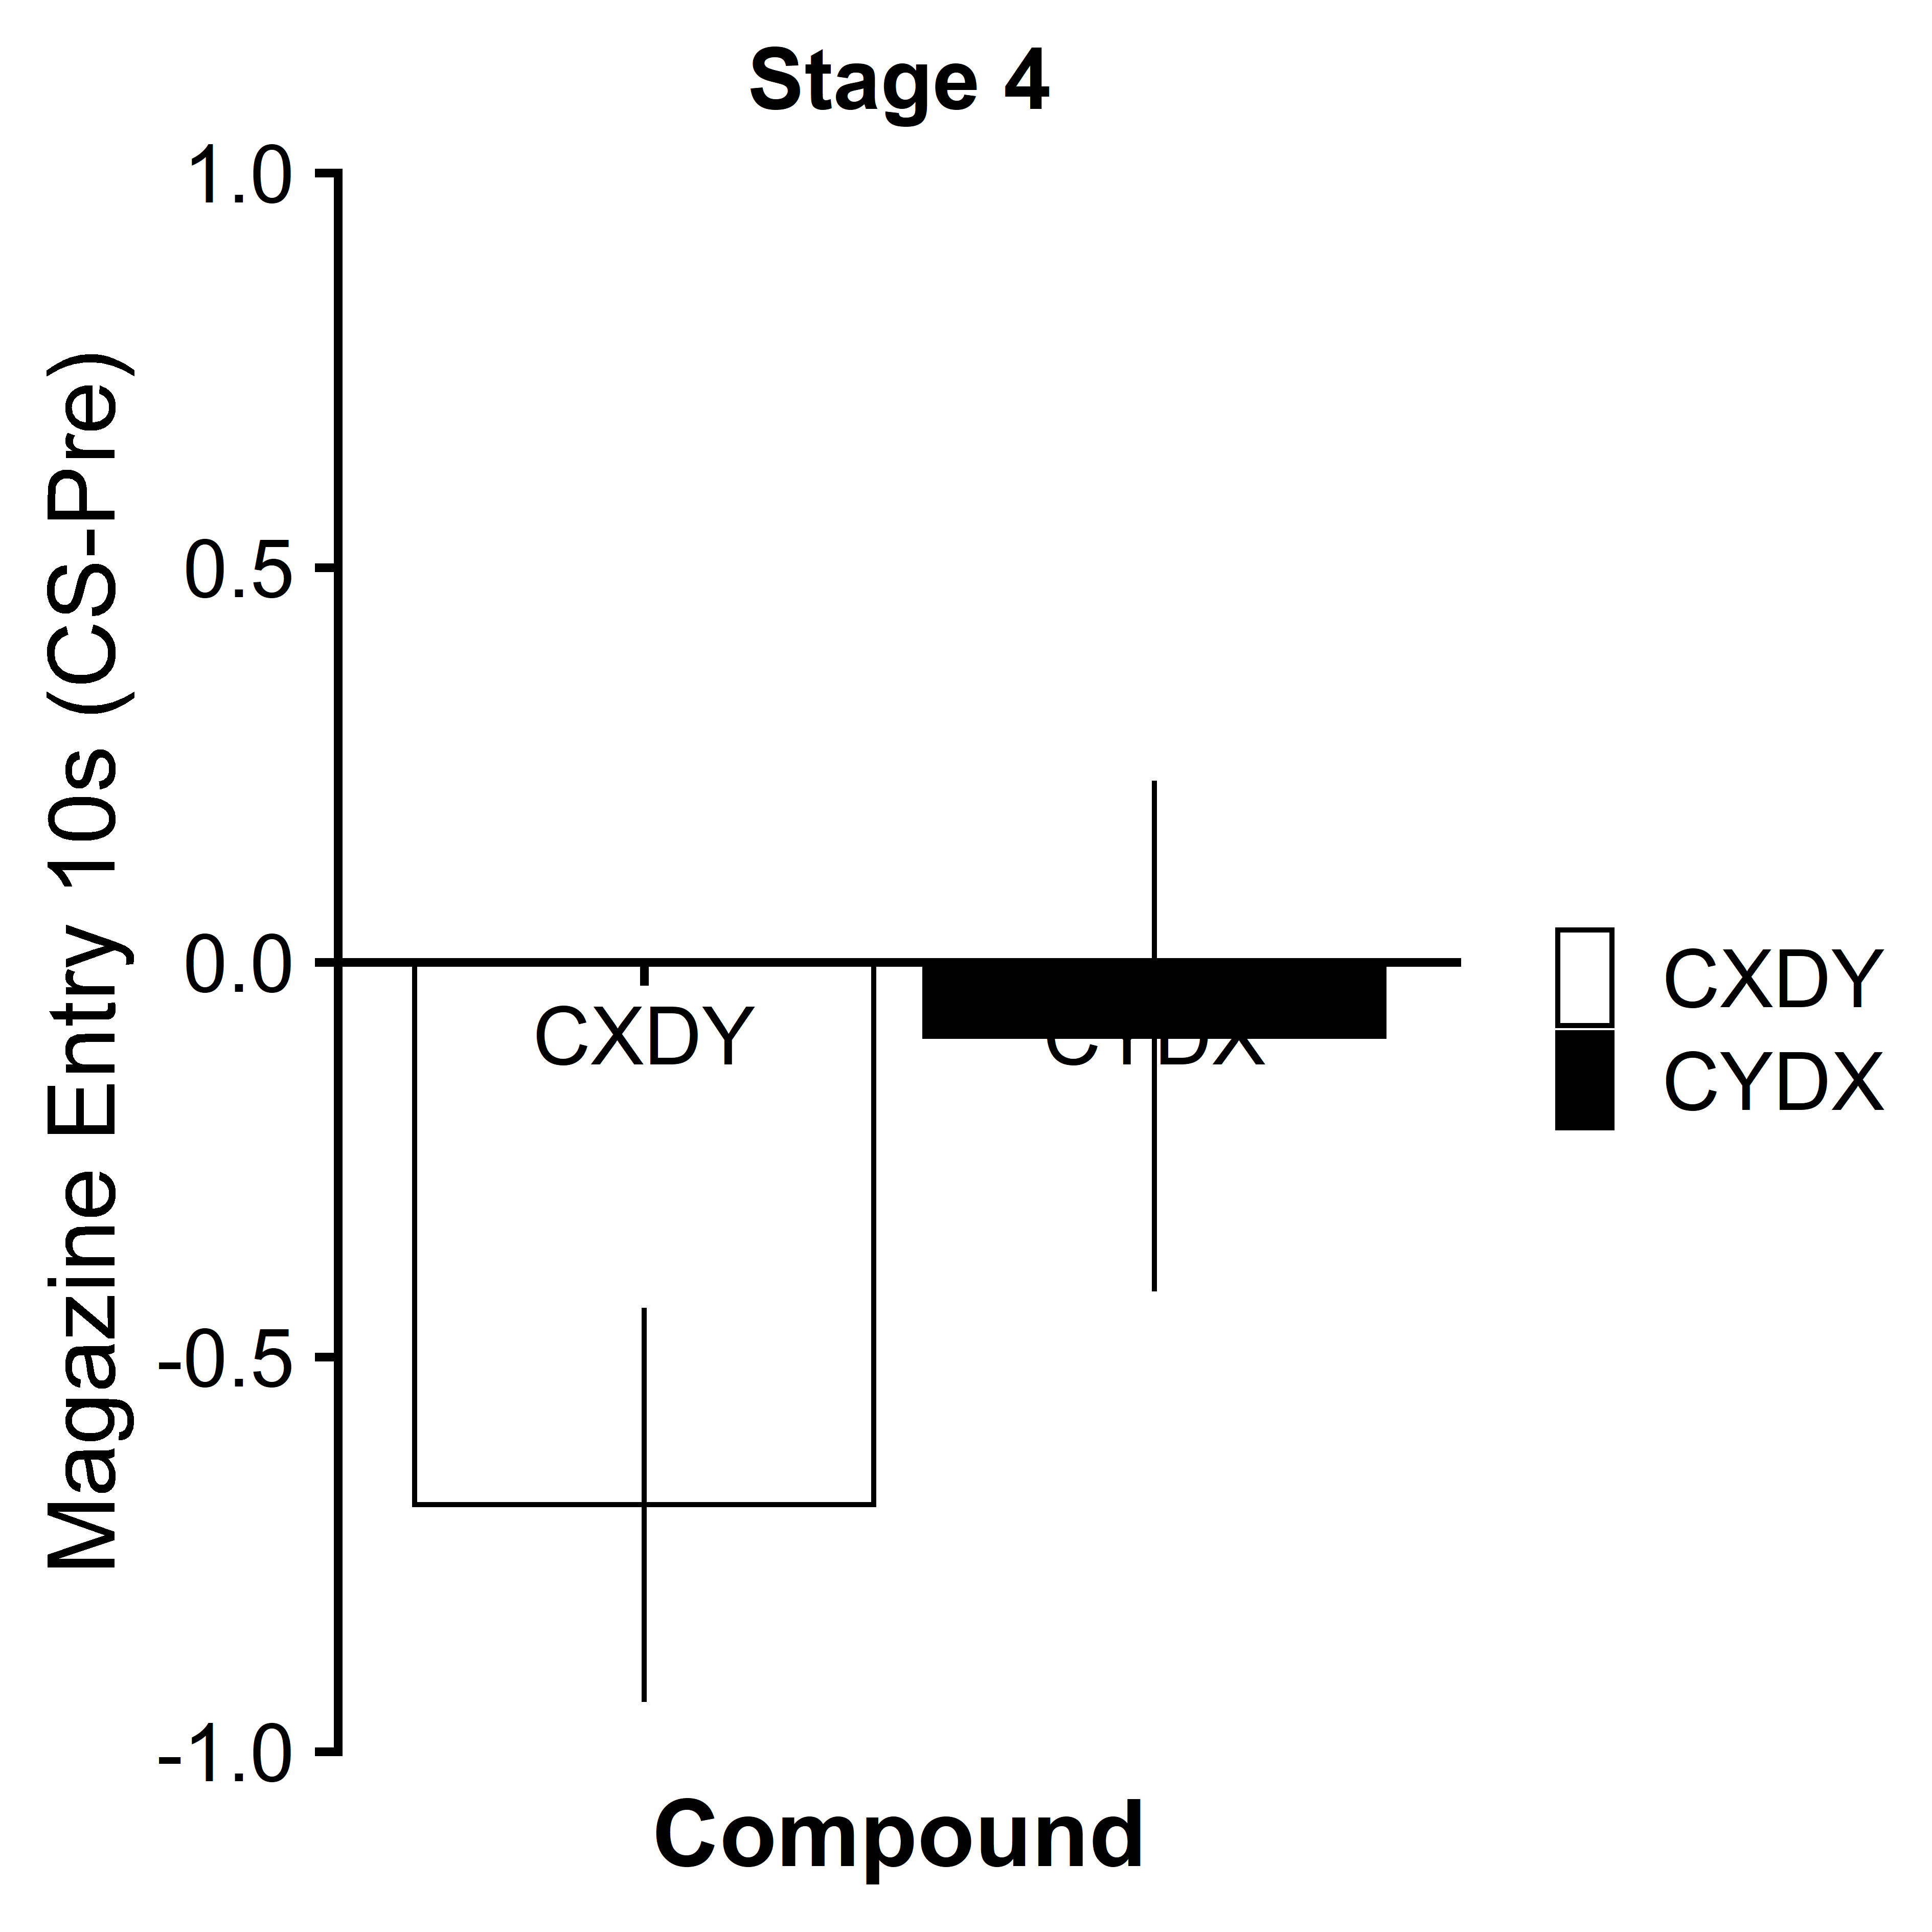 Stage 4
Magazine Entry 10s (CS-Pre)
1.0
0.5
0.0
-0.5
-1.0
CXDY
CYDX
Compound
CXDY
CYDX